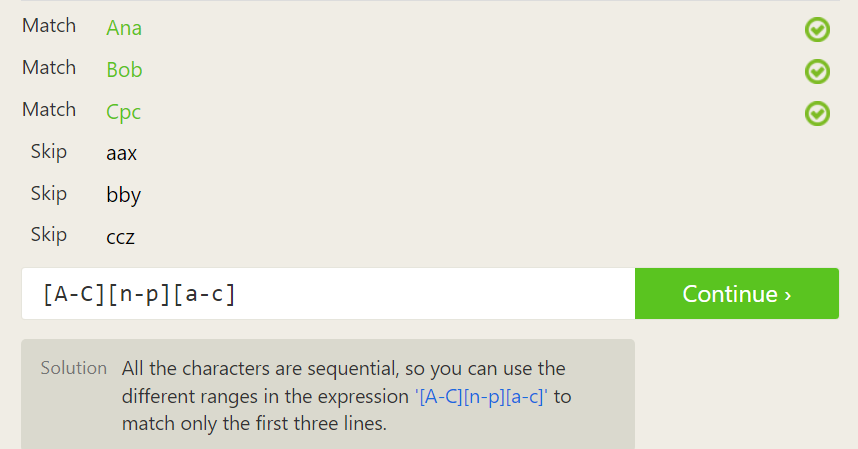 Match Ana
Match Bob
Match Cpc
Skip aax
Skip bby
Skip ccz
[A-C][n-p][a-c] Continue ›
Solution All the characters are sequential, so you can use the
different ranges in the expression '[A-C][n-p][a-c]' to
match only the first three lines.